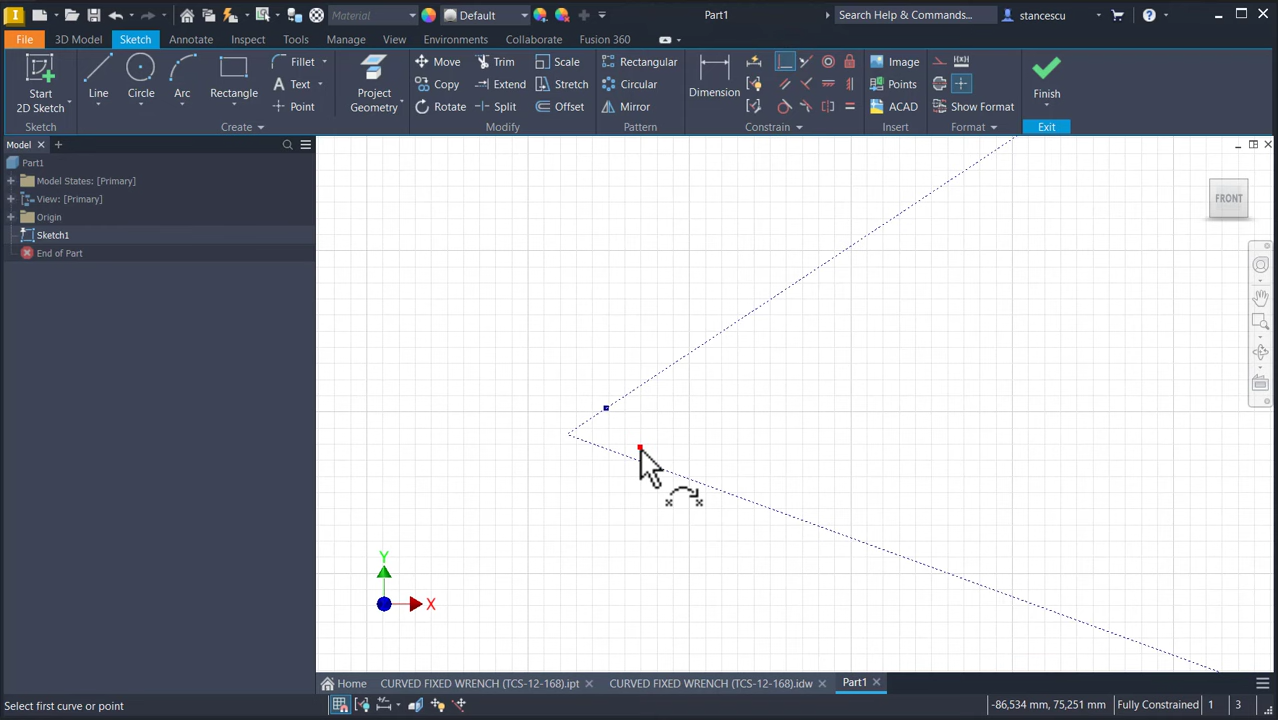 Material
Default
Part1
Search Help & Commands...
stancescu
File
3D Model
Sketch
Annotate
Inspect
Tools
Manage
View
Environments
Collaborate
Fusion 360
Start
2D Sketch
Line
Circle
Arc
Rectangle
Fillet
Text
Point
Project
Geometry
Move
Copy
Rotate
Trim
Extend
Split
Scale
Stretch
Offset
Rectangular
Circular
Mirror
Dimension
Image
Points
ACAD
Show Format
Finish
Sketch
Create
Modify
Pattern
Constrain
Insert
Format
Exit
Model
Part1
Model States: [Primary]
View: [Primary]
Origin
Sketch1
End of Part
FRONT
Y
X
Home
CURVED FIXED WRENCH (TCS-12-168).ipt
CURVED FIXED WRENCH (TCS-12-168).idw
Part1
Select first curve or point
-86,534 mm, 75,251 mm
Fully Constrained
1
3